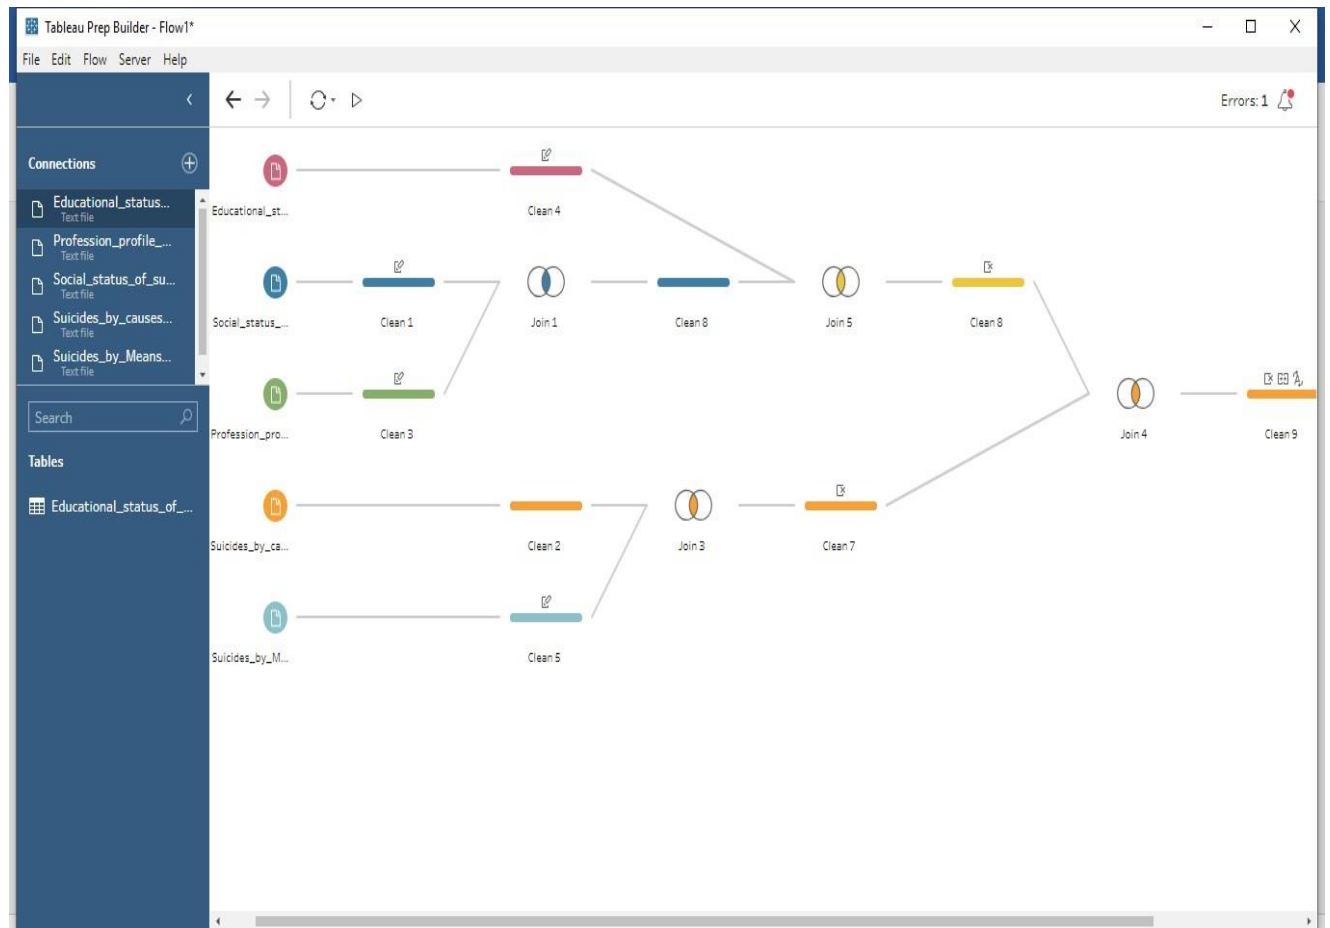 Tableau Prep Builder - Flow1*
File Edit Flow Server Help
Errors: 1
Connections
Educational_status...
Text file
Profession_profile_...
Text file
Social_status_of_su...
Text file
Suicides_by_causes...
Text file
Suicides_by_Means...
Text file
Search
Tables
Educational_status_of_...
Educational_st...
Clean 4
Social_status_...
Clean 1
Join 1
Clean 8
Join 5
Clean 8
Profession_pro...
Clean 3
Join 4
Clean 9
Suicides_by_ca...
Clean 2
Join 3
Clean 7
Suicides_by_M...
Clean 5